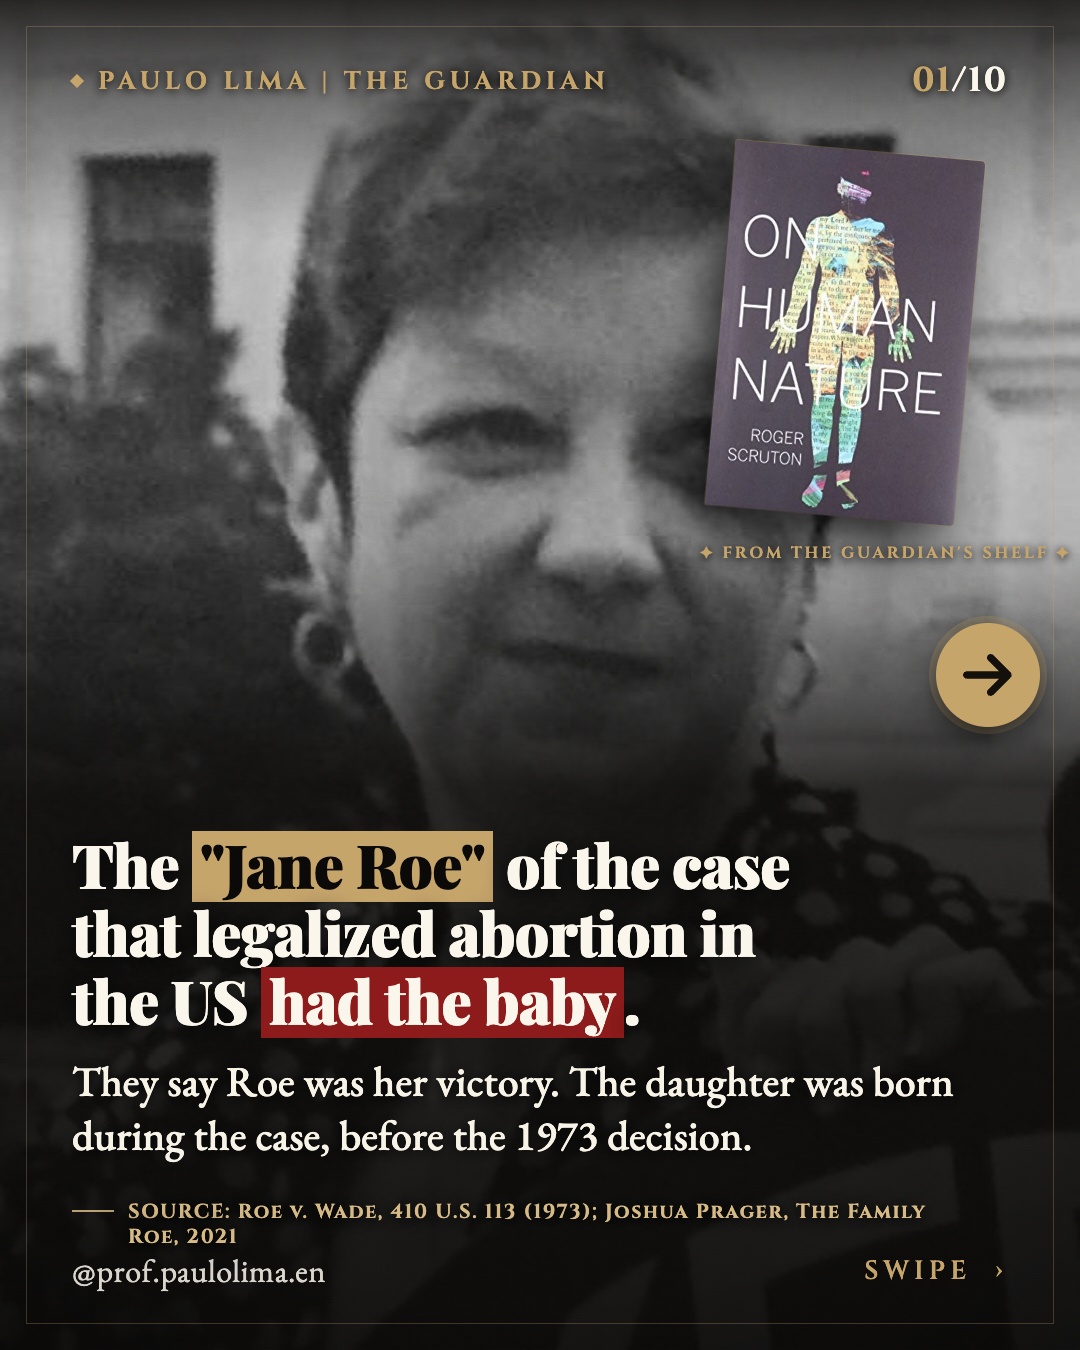 ◆ PAULO LIMA | THE GUARDIAN
01/10
ON
HUMAN
NATURE
ROGER
SCRUTON
✦ FROM THE GUARDIAN'S SHELF ✦
→
The "Jane Roe" of the case
that legalized abortion in
the US had the baby.
They say Roe was her victory. The daughter was born
during the case, before the 1973 decision.
SOURCE: ROE V. WADE, 410 U.S. 113 (1973); JOSHUA PRAGER, THE FAMILY
ROE, 2021
@prof.paulolima.en
SWIPE ›